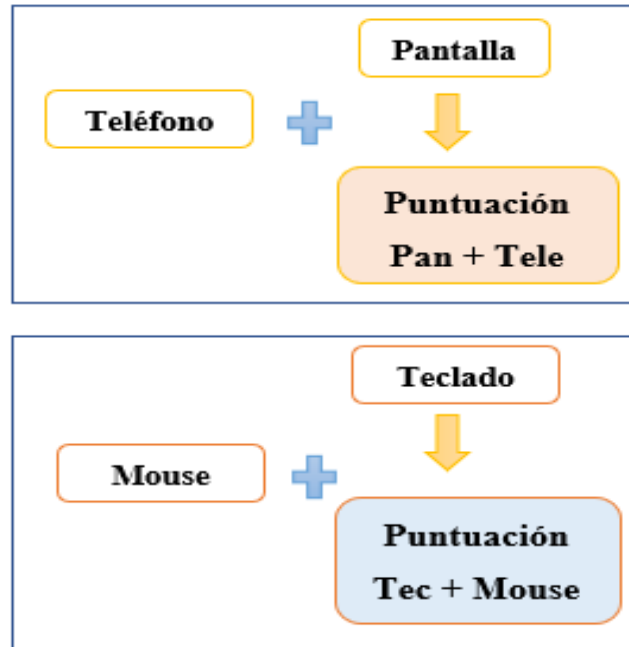 Pantalla
Teléfono
Puntuación
Pan + Tele
Teclado
Mouse
Puntuación
Tec + Mouse